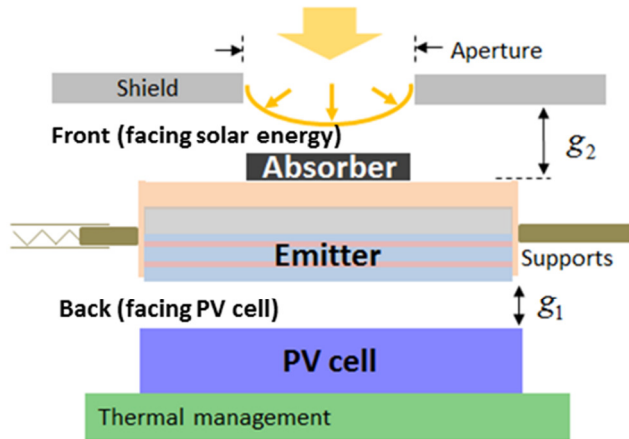 Aperture
Shield
Front (facing solar energy)
g₂
Absorber
Emitter
Supports
Back (facing PV cell)
g₁
PV cell
Thermal management